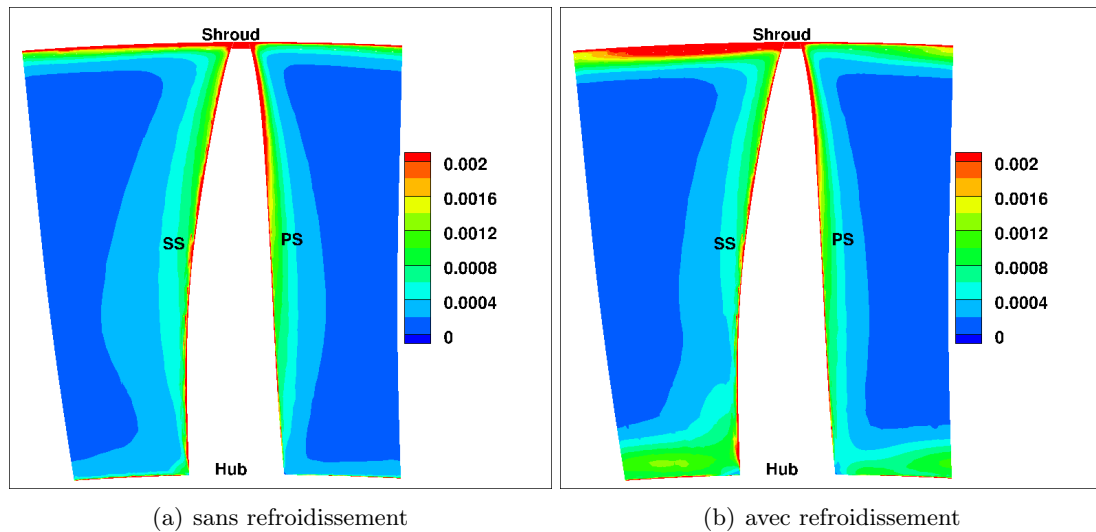 Shroud
0.002
0.0016
0.0012
0.0008
0.0004
0
SS
PS
Hub
(a) sans refroidissement
Shroud
0.002
0.0016
0.0012
0.0008
0.0004
0
SS
PS
Hub
(b) avec refroidissement